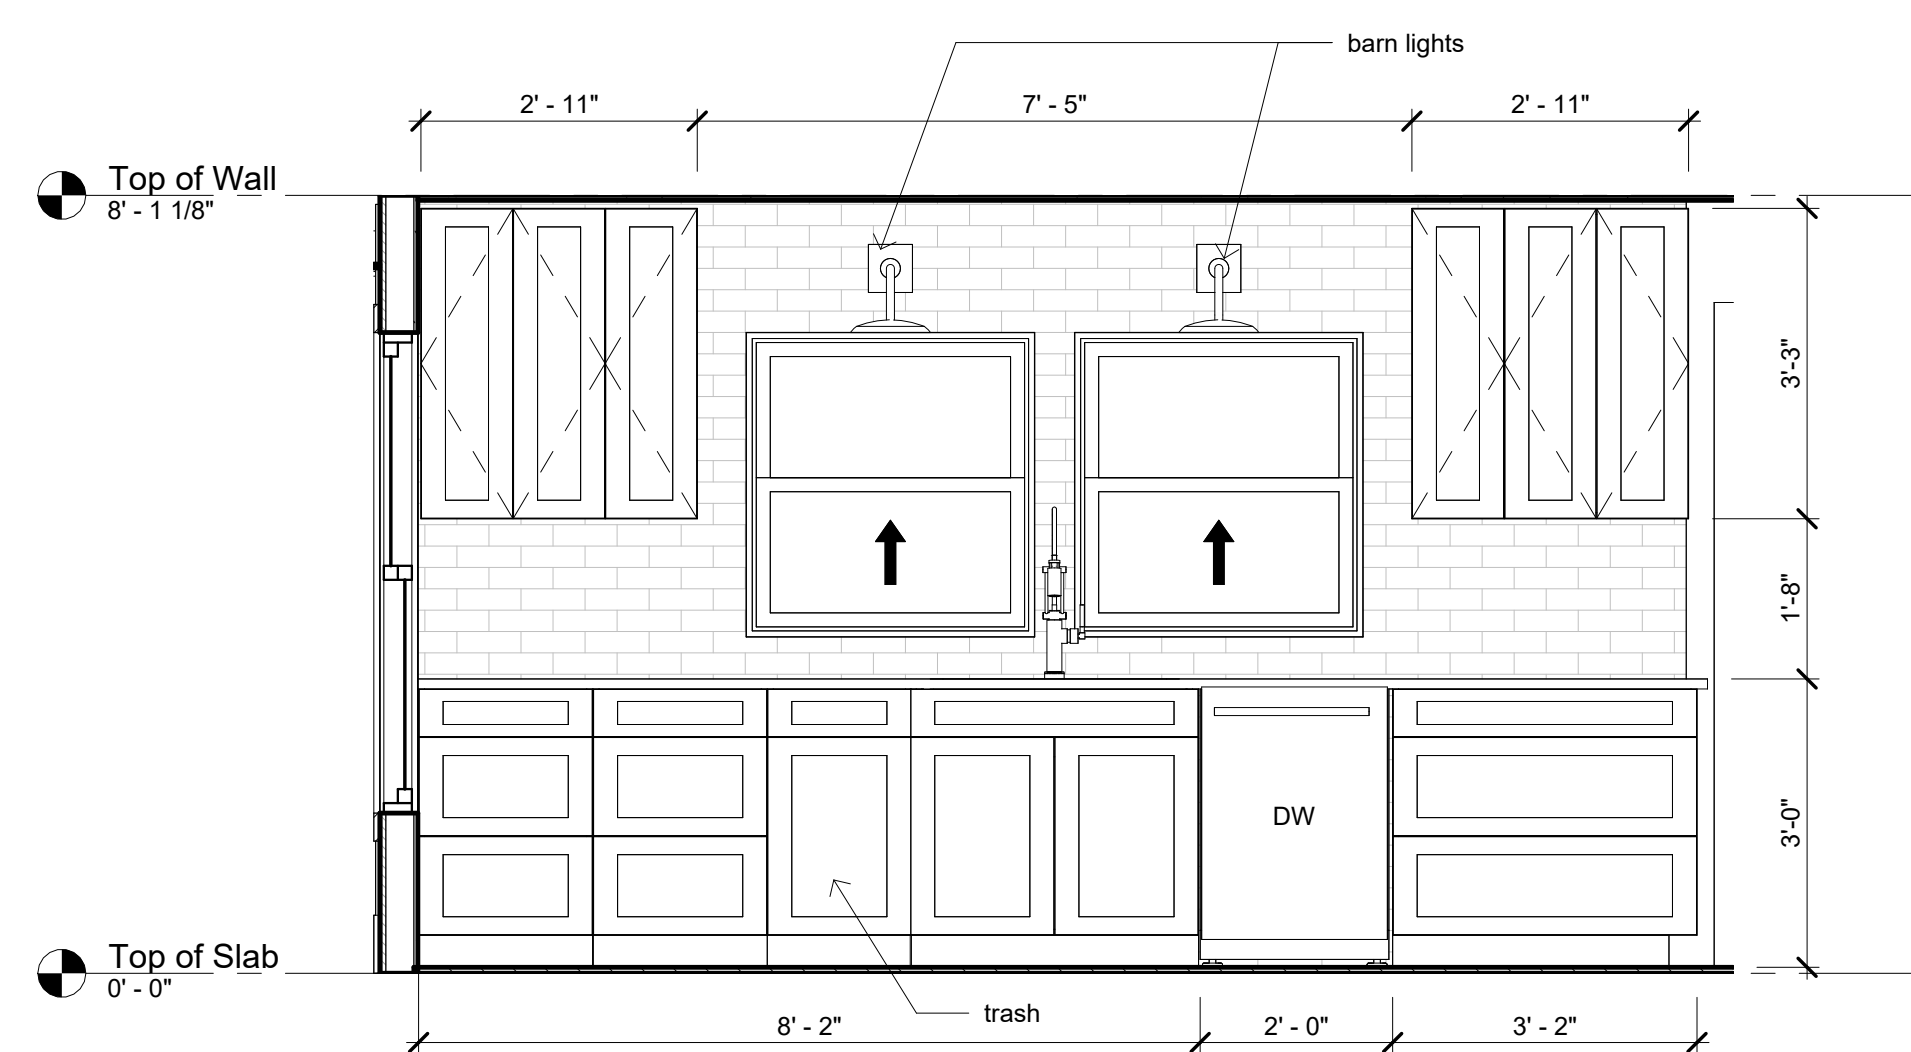 barn lights
2' - 11"
7' - 5"
2' - 11"
Top of Wall
8' - 1 1/8"
3'-3"
1'-8"
3'-0"
DW
Top of Slab
0' - 0"
trash
8' - 2"
2' - 0"
3' - 2"